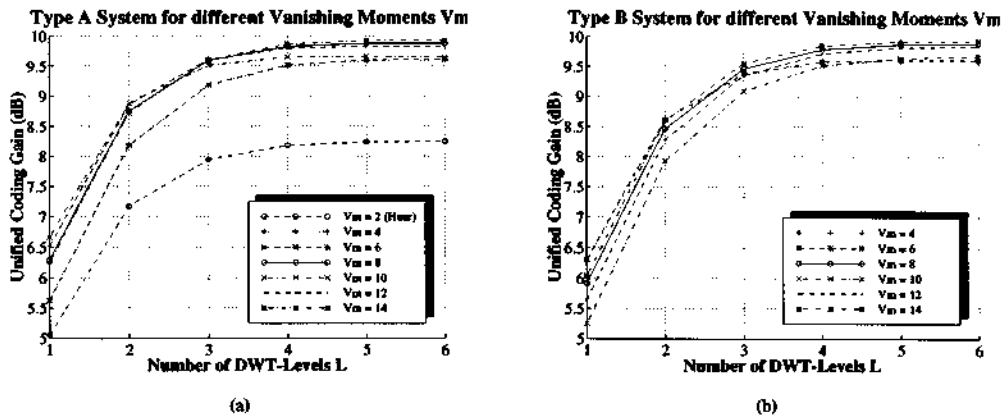 Type A System for different Vanishing Moments Vm
10
9.5
9
8.5
8
7.5
7
6.5
6
5.5
5
Unified Coding Gain (dB)
Vm = 2 (Haar)
Vm = 4
Vm = 6
Vm = 8
Vm = 10
Vm = 12
Vm = 14
1 2 3 4 5 6
Number of DWT-Levels L
(a)
Type B System for different Vanishing Moments Vm
10
9.5
9
8.5
8
7.5
7
6.5
6
5.5
5
Unified Coding Gain (dB)
Vm = 4
Vm = 6
Vm = 8
Vm = 10
Vm = 12
Vm = 14
1 2 3 4 5 6
Number of DWT-Levels L
(b)